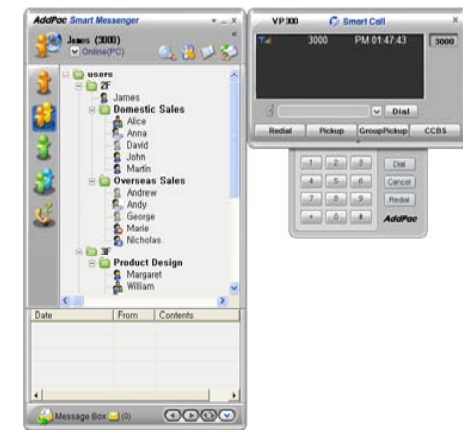 AddPac Smart Messenger
James (3000)
Online(PC)
users
2F
James
Domestic Sales
Alice
Anna
David
John
Martin
Overseas Sales
Andrew
Andy
George
Marie
Nicholas
3F
Product Design
Margaret
William
Date From Contents
Message Box (0)
VP300 Smart Call
3000 PM 01:47:43 3000
Dial
Redial Pickup GroupPickup CCBS
1 2 3 Dial
4 5 6 Cancel
7 8 9 Redial
* 0 # AddPac